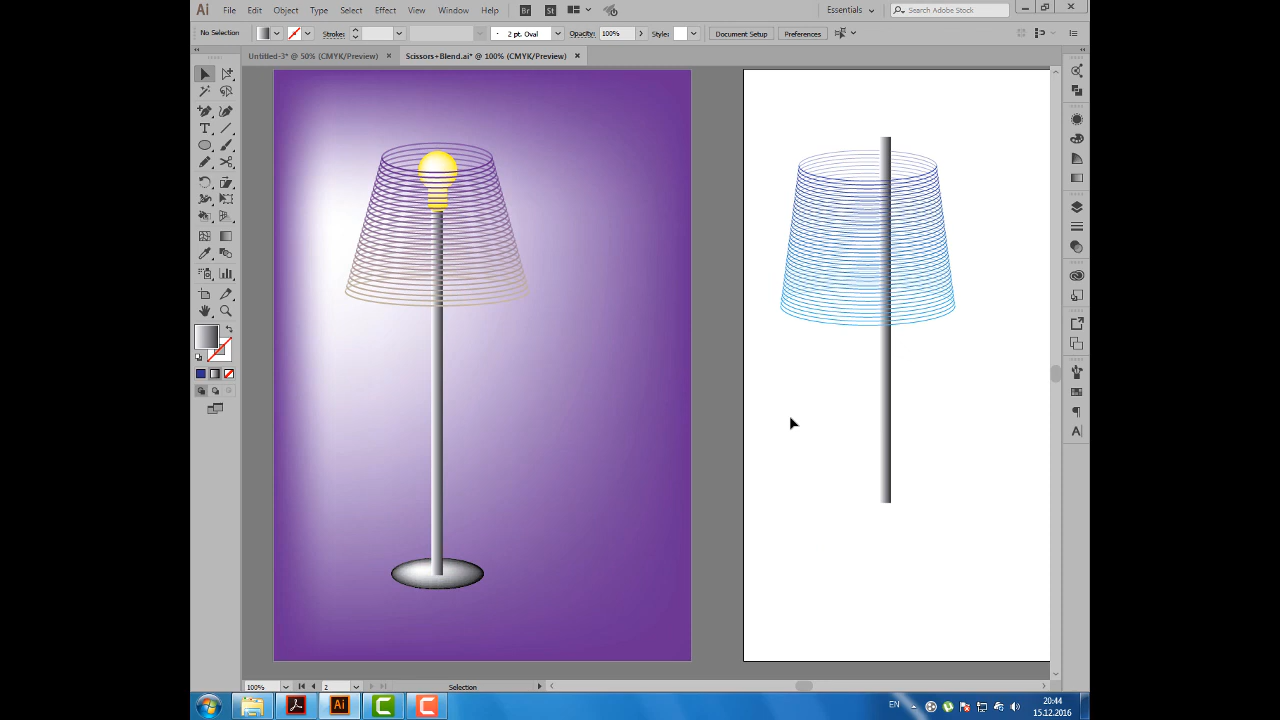 Ai File Edit Object Type Select Effect View Window Help Br St Essentials Search Adobe Stock
No Selection Stroke: 2 pt. Oval Opacity: 100% Style: Document Setup Preferences
Untitled-3* @ 50% (CMYK/Preview) × Scissors+Blend.ai* @ 100% (CMYK/Preview) ×
100% 2 Selection
Ai EN 20:44
15.12.2016